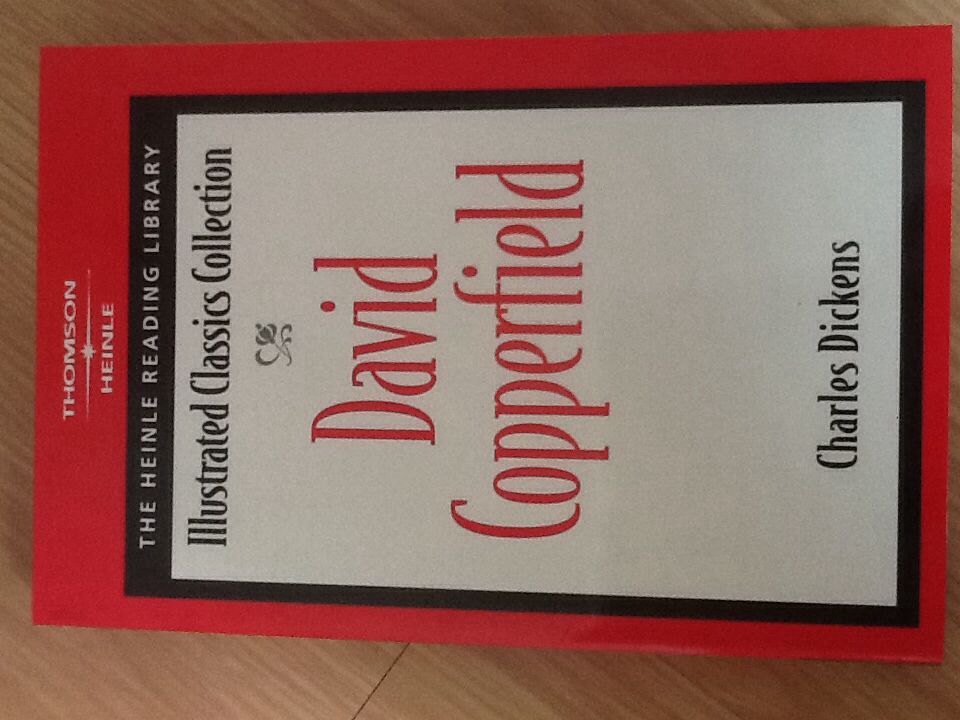 THOMSON
HEINLE
THE HEINLE READING LIBRARY
Illustrated Classics Collection
David
Copperfield
Charles Dickens